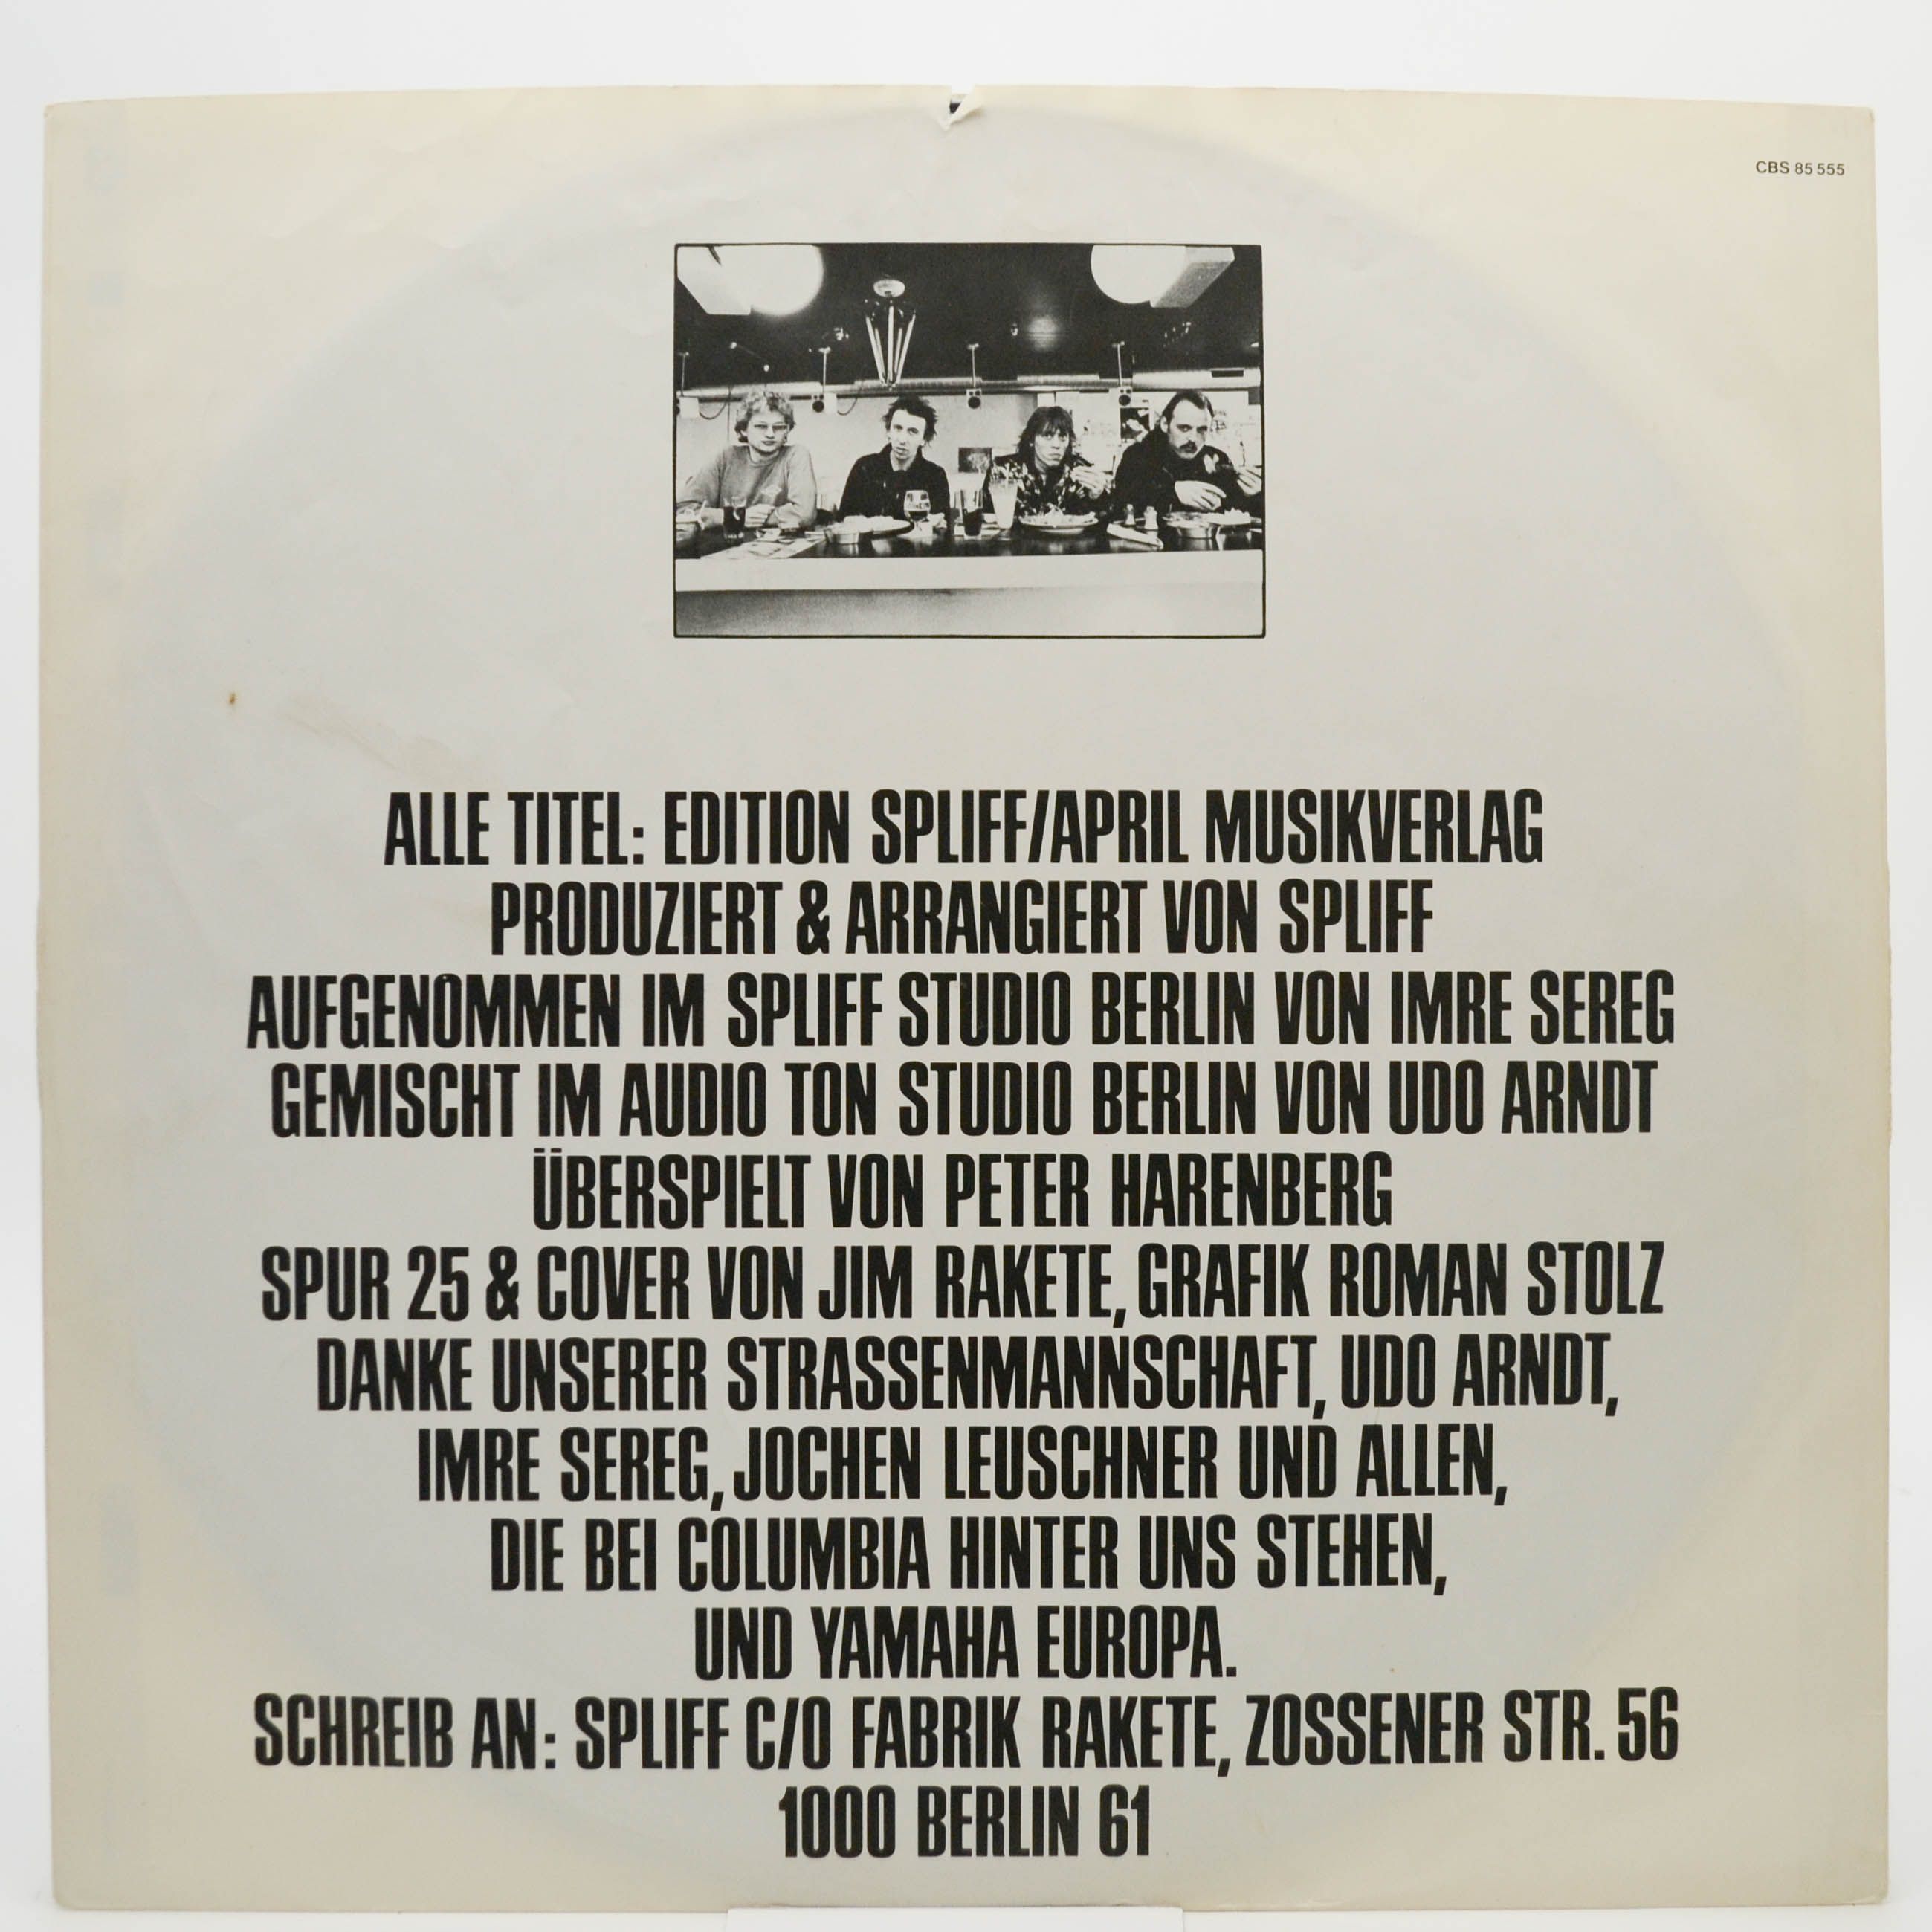 CBS 85 555
ALLE TITEL: EDITION SPLIFF/APRIL MUSIKVERLAG
PRODUZIERT & ARRANGIERT VON SPLIFF
AUFGENOMMEN IM SPLIFF STUDIO BERLIN VON IMRE SEREG
GEMISCHT IM AUDIO TON STUDIO BERLIN VON UDO ARNDT
ÜBERSPIELT VON PETER HARENBERG
SPUR 25 & COVER VON JIM RAKETE, GRAFIK ROMAN STOLZ
DANKE UNSERER STRASSENMANNSCHAFT, UDO ARNDT,
IMRE SEREG, JOCHEN LEUSCHNER UND ALLEN,
DIE BEI COLUMBIA HINTER UNS STEHEN,
UND YAMAHA EUROPA.
SCHREIB AN: SPLIFF C/O FABRIK RAKETE, ZOSSENER STR. 56
1000 BERLIN 61